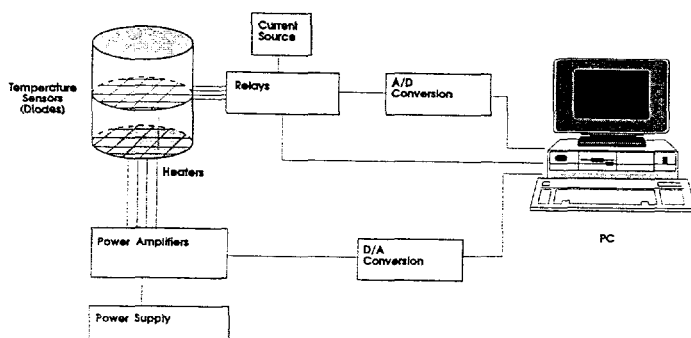 Current
Source
Temperature
Sensors
(Diodes)
Relays
A/D
Conversion
Heaters
Power Amplifiers
D/A
Conversion
PC
Power Supply